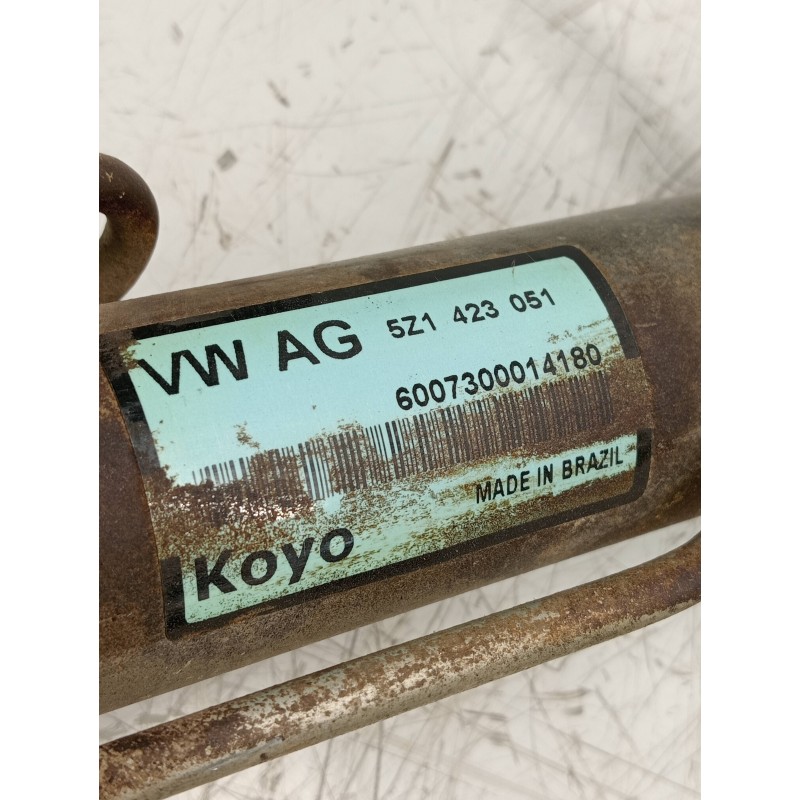 VW AG 5Z1 423 051
6007300014180
MADE IN BRAZIL
Koyo